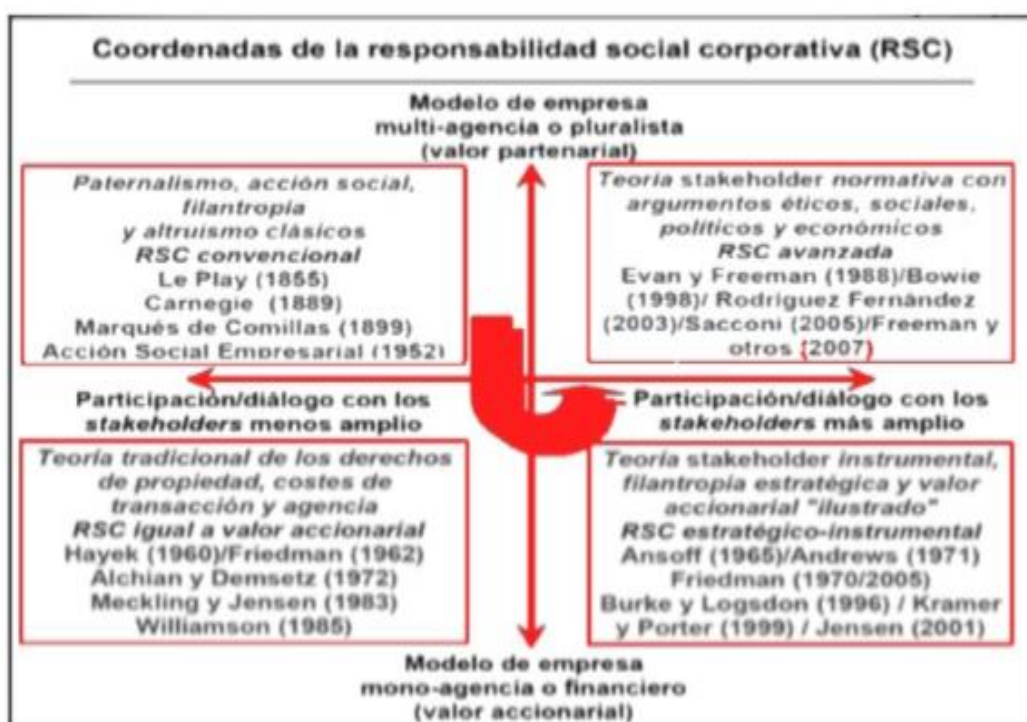 Coordenadas de la responsabilidad social corporativa (RSC)
Modelo de empresa
multi-agencia o pluralista
(valor partenarial)
Paternalismo, acción social,
filantropía
y altruismo clásicos
RSC convencional
Le Play (1855)
Carnegie (1889)
Marqués de Comillas (1899)
Acción Social Empresarial (1952)
Teoría stakeholder normativa con
argumentos éticos, sociales,
políticos y económicos
RSC avanzada
Evan y Freeman (1988)/Bowie
(1998)/ Rodríguez Fernández
(2003)/Sacconi (2005)/Freeman y
otros (2007)
Participación/diálogo con los
stakeholders menos amplio
Participación/diálogo con los
stakeholders más amplio
Teoría tradicional de los derechos
de propiedad, costes de
transacción y agencia
RSC igual a valor accionarial
Hayek (1960)/Friedman (1962)
Alchian y Demsetz (1972)
Meckling y Jensen (1983)
Williamson (1985)
Teoría stakeholder instrumental,
filantropía estratégica y valor
accionarial "ilustrado"
RSC estratégico-instrumental
Ansoff (1965)/Andrews (1971)
Friedman (1970/2005)
Burke y Logsdon (1996) / Kramer
y Porter (1999) / Jensen (2001)
Modelo de empresa
mono-agencia o financiero
(valor accionarial)